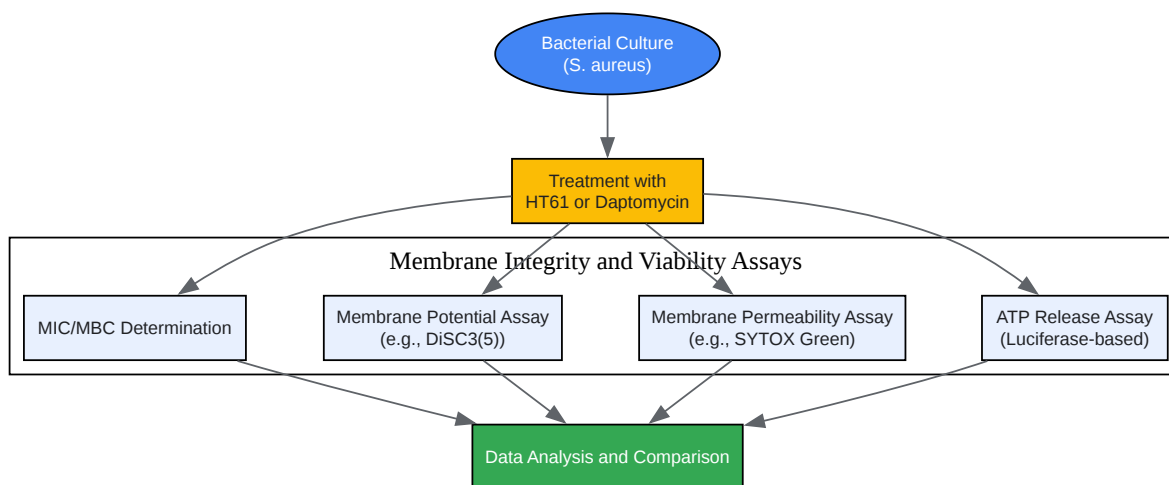 Bacterial Culture
(S. aureus)
Treatment with
HT61 or Daptomycin
Membrane Integrity and Viability Assays
MIC/MBC Determination
Membrane Potential Assay
(e.g., DiSC3(5))
Membrane Permeability Assay
(e.g., SYTOX Green)
ATP Release Assay
(Luciferase-based)
Data Analysis and Comparison